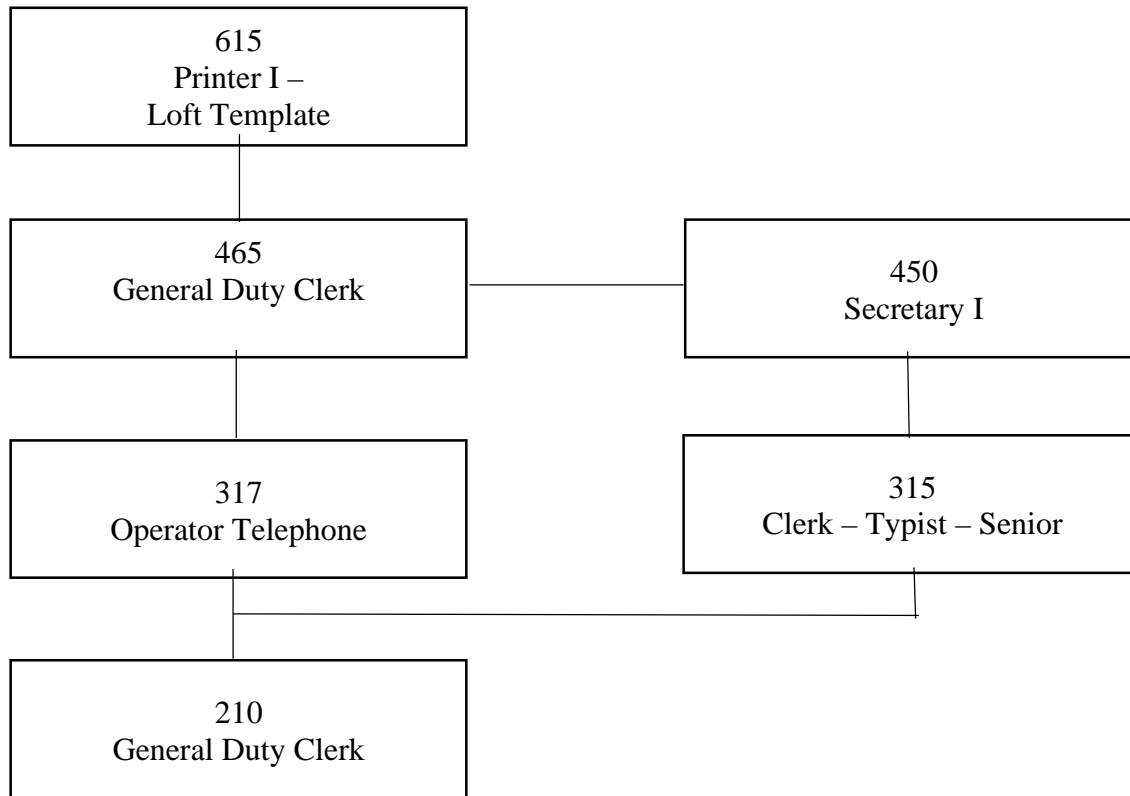 615
Printer I –
Loft Template
465
General Duty Clerk
450
Secretary I
317
Operator Telephone
315
Clerk – Typist – Senior
210
General Duty Clerk